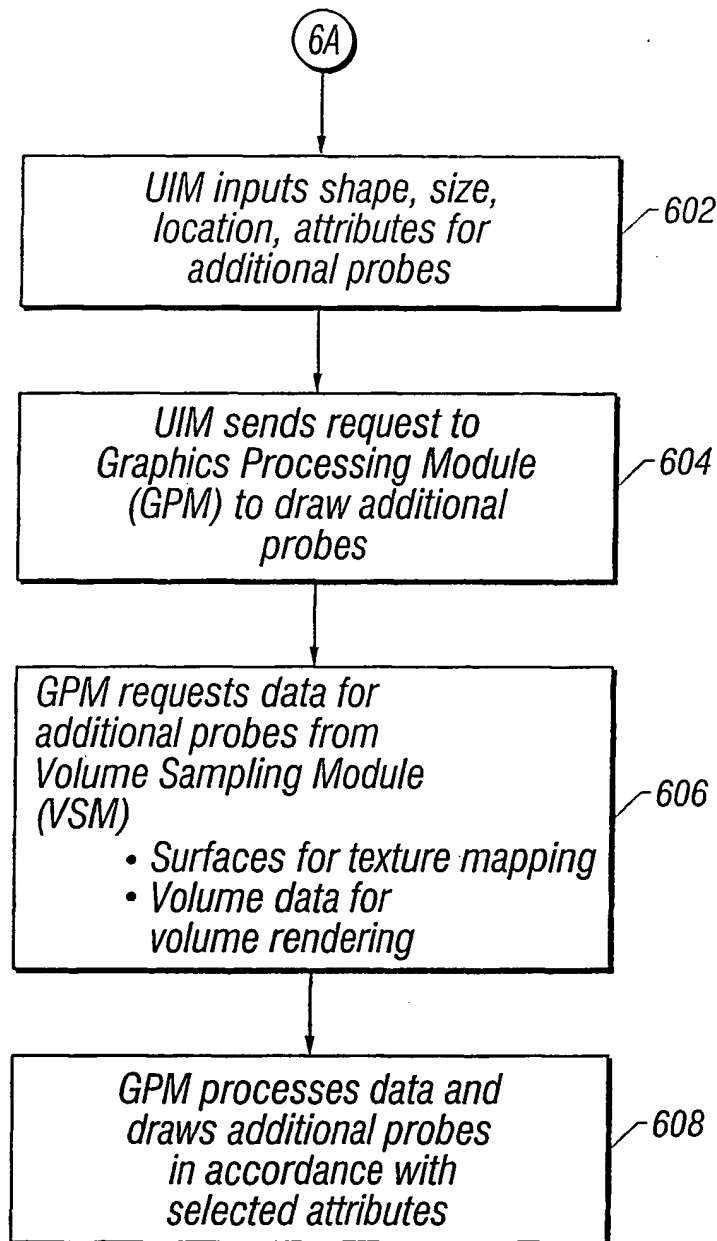 6A
UIM inputs shape, size,
location, attributes for
additional probes
602
UIM sends request to
Graphics Processing Module
(GPM) to draw additional
probes
604
GPM requests data for
additional probes from
Volume Sampling Module
(VSM)
• Surfaces for texture mapping
• Volume data for
volume rendering
606
GPM processes data and
draws additional probes
in accordance with
selected attributes
608